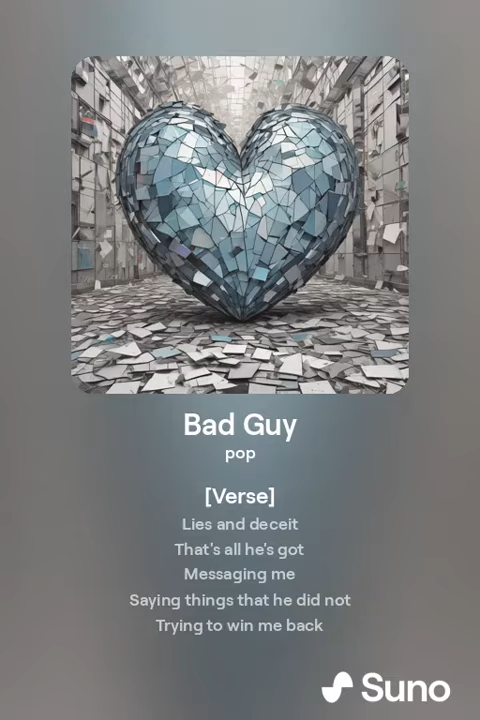 Bad Guy
pop
[Verse]
Lies and deceit
That's all he's got
Messaging me
Saying things that he did not
Trying to win me back
Suno